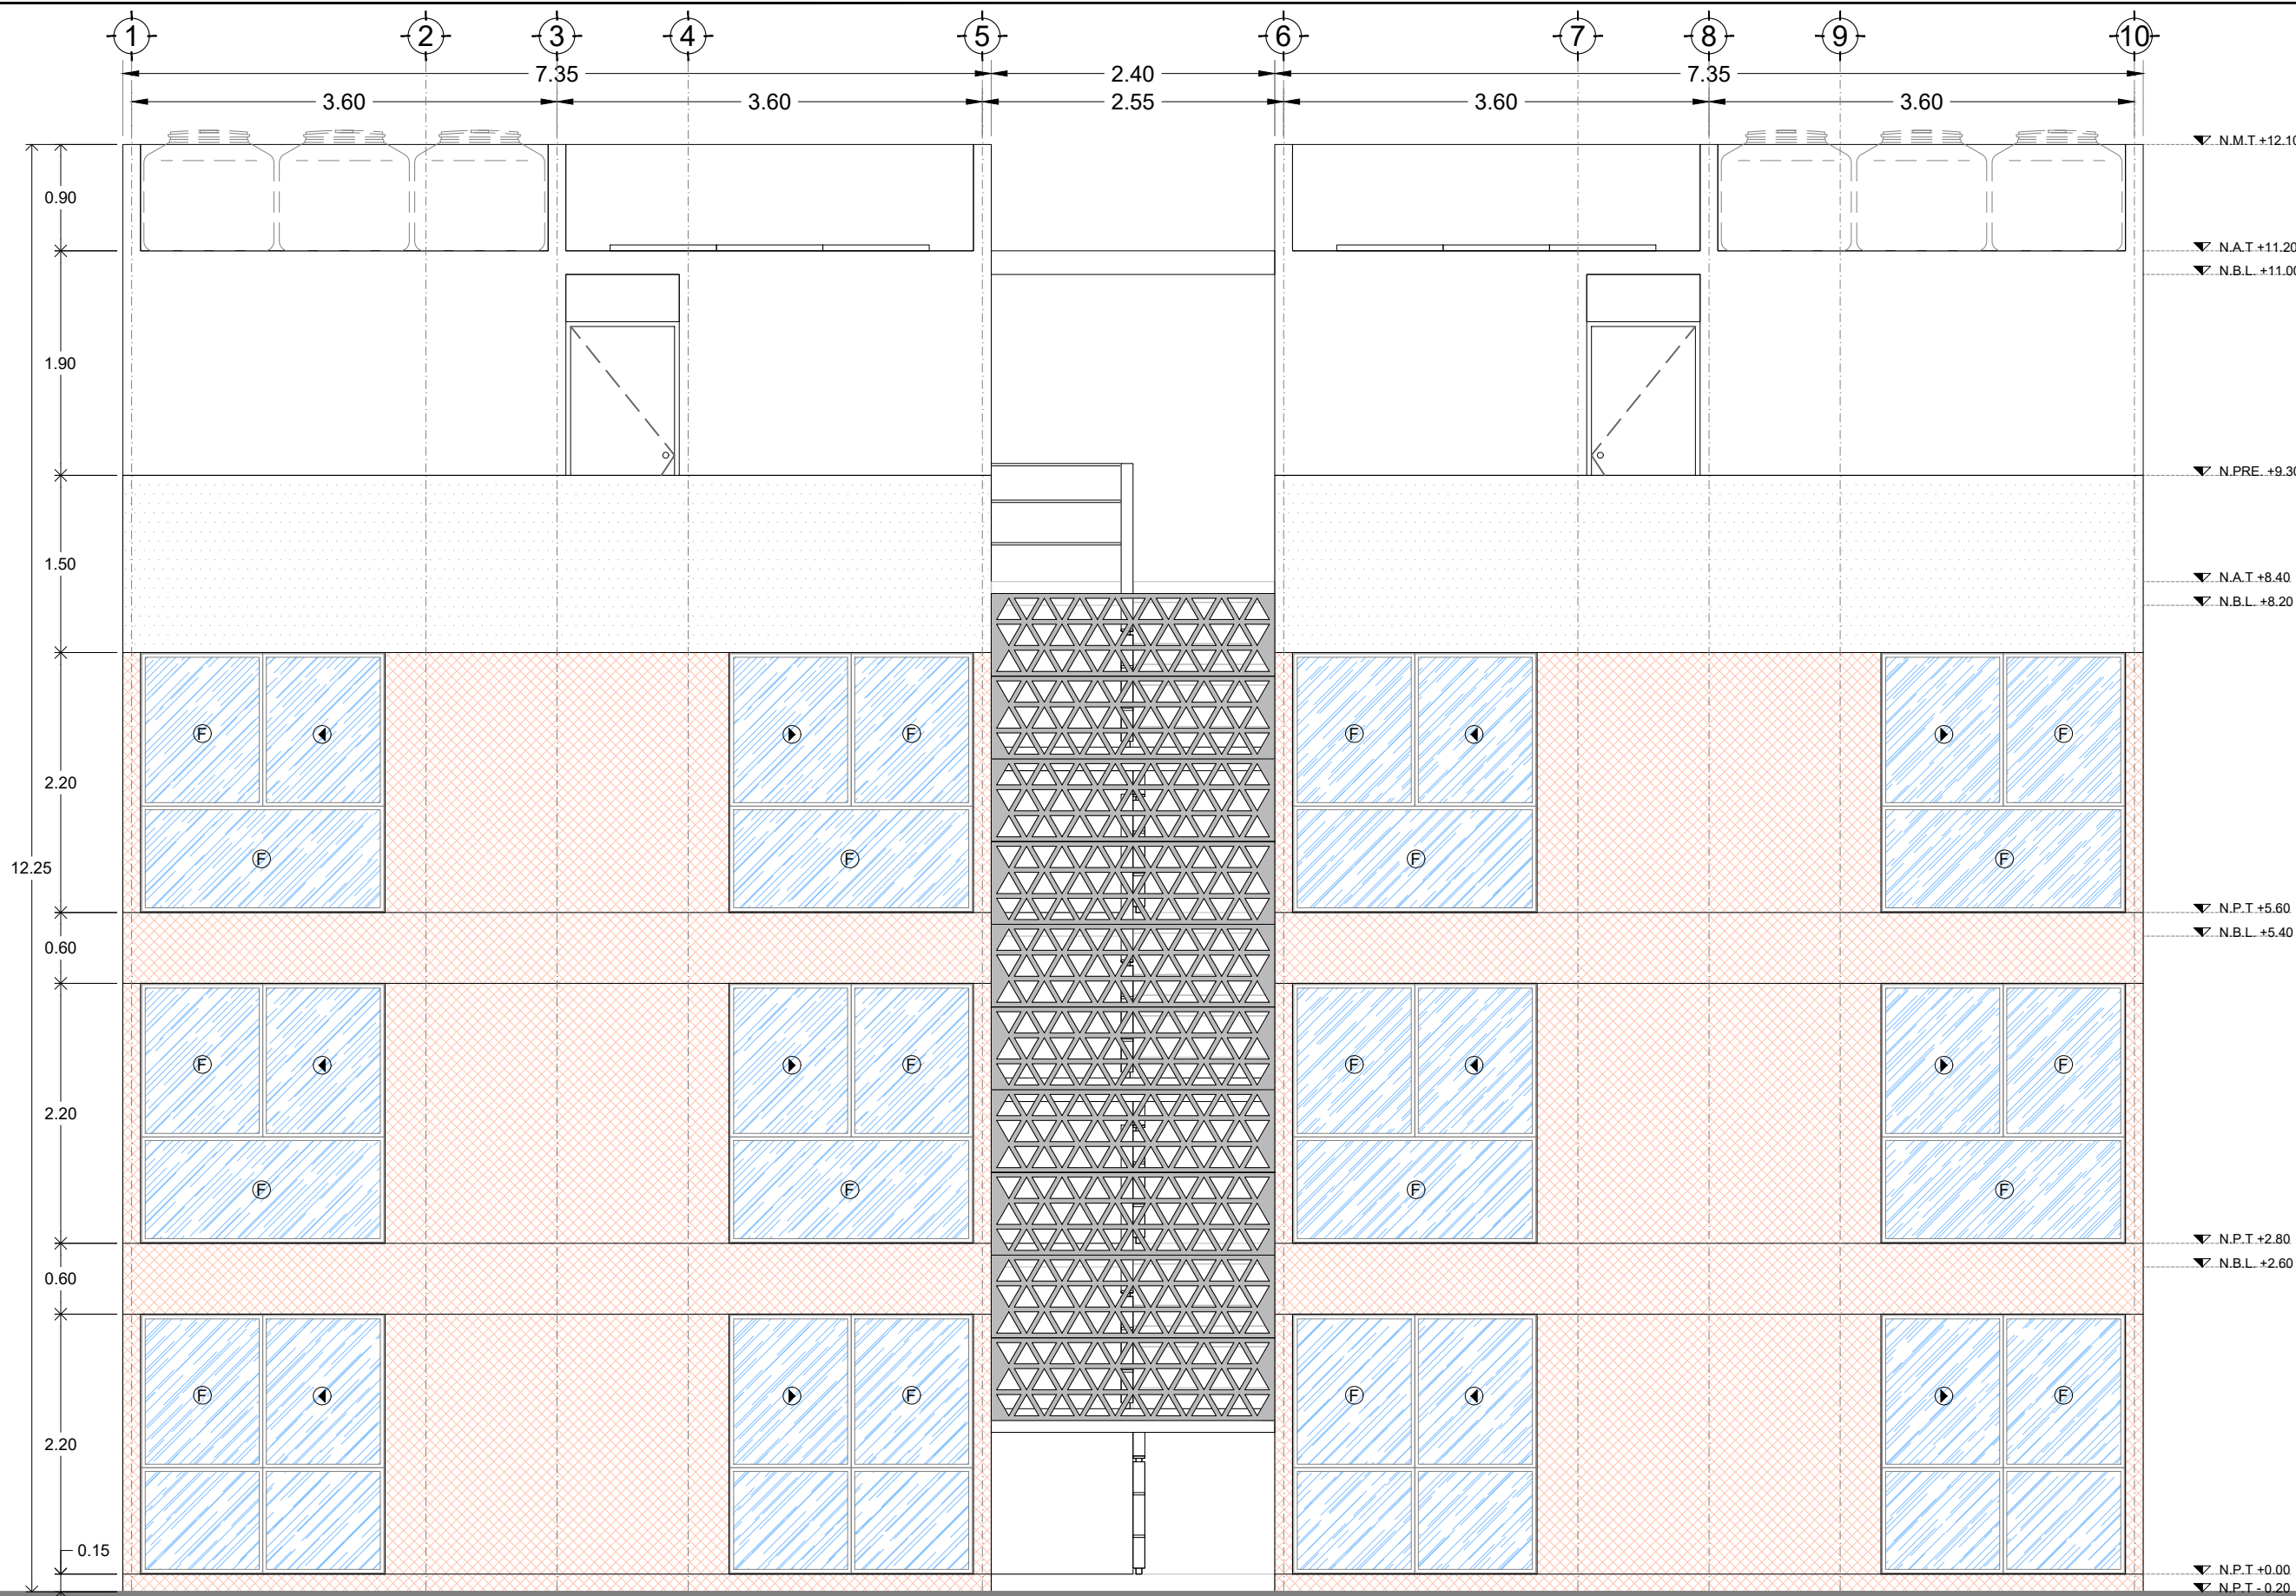 1 2 3 4 5 6 7 8 9 10
7.35 2.40 7.35
3.60 3.60 2.55 3.60 3.60
N.M.T +12.10
0.90
N.A.T +11.20
N.B.L. +11.00
1.90
N.PRE. +9.30
1.50
N.A.T +8.40
N.B.L. +8.20
F F F F
2.20
F F F F
12.25
N.P.T +5.60
N.B.L. +5.40
0.60
F F F F
2.20
F F F F
N.P.T +2.80
N.B.L. +2.60
0.60
F F F F
2.20
0.15
N.P.T +0.00
N.P.T - 0.20